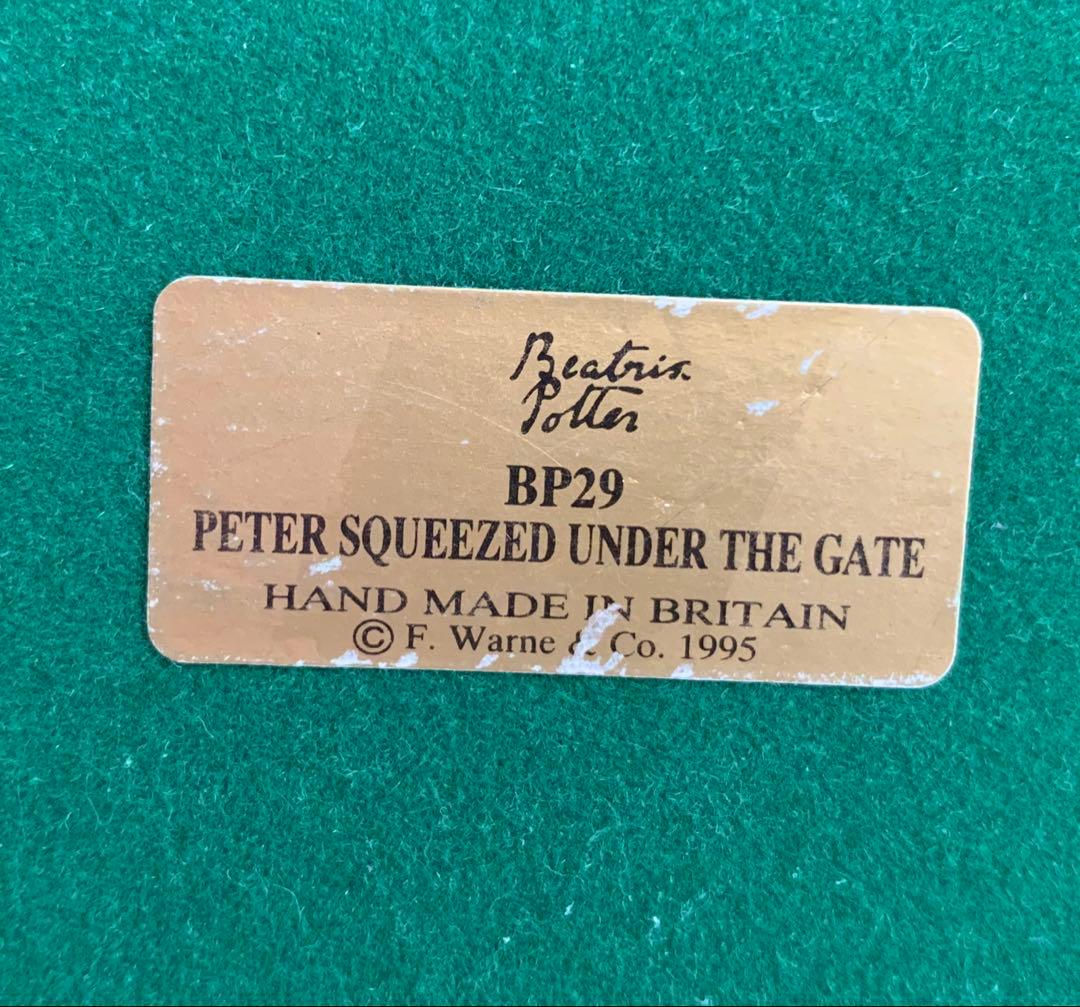 Beatrix
Potter
BP29
PETER SQUEEZED UNDER THE GATE
HAND MADE IN BRITAIN
© F. Warne & Co. 1995